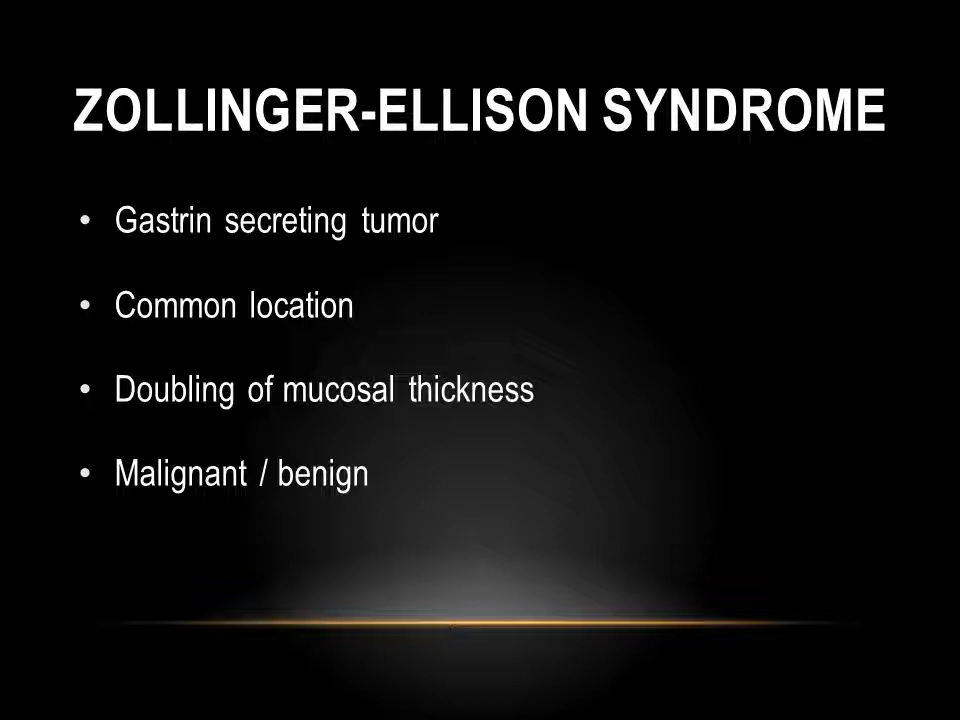 ZOLLINGER-ELLISON SYNDROME
• Gastrin secreting tumor
• Common location
• Doubling of mucosal thickness
• Malignant / benign